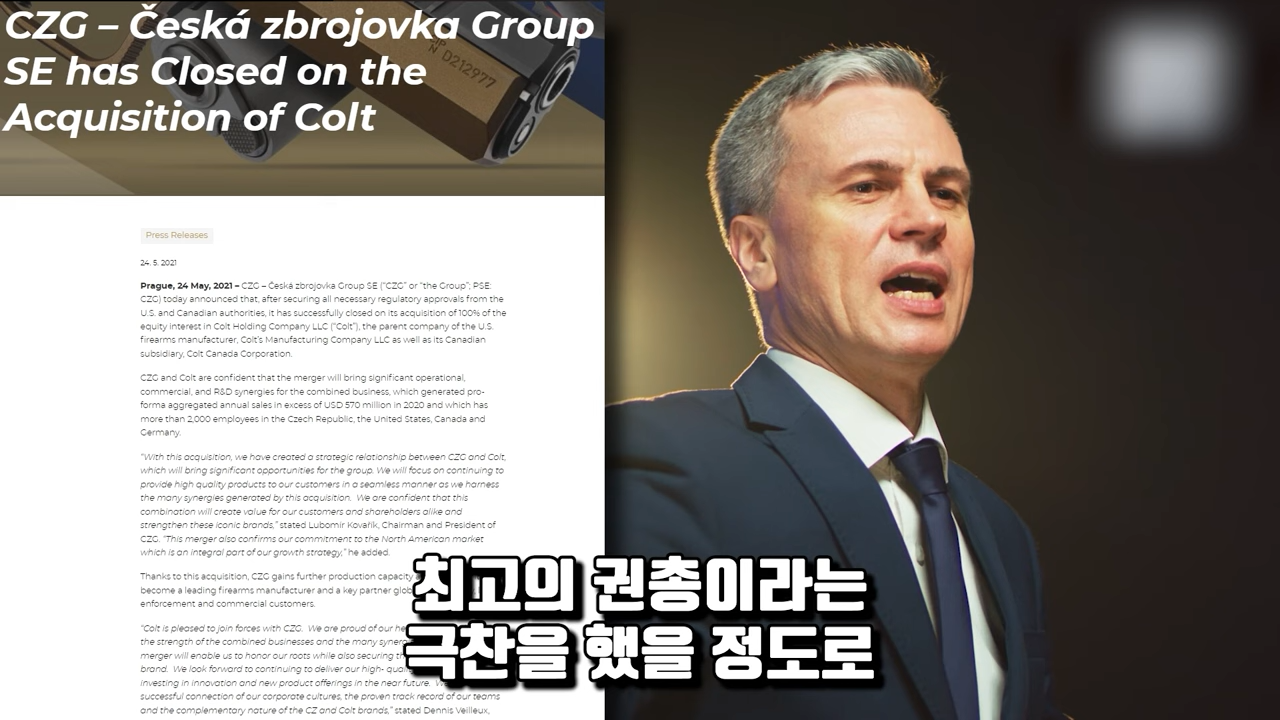 CZG – Česká zbrojovka Group
SE has Closed on the
Acquisition of Colt
N D212977
Press Releases
24. 5. 2021
Prague, 24 May, 2021 – CZG – Česká zbrojovka Group SE (“CZG” or “the Group”; PSE:
CZG) today announced that, after securing all necessary regulatory approvals from the
U.S. and Canadian authorities, it has successfully closed on its acquisition of 100% of the
equity interest in Colt Holding Company LLC (“Colt”), the parent company of the U.S.
firearms manufacturer, Colt’s Manufacturing Company LLC as well as its Canadian
subsidiary, Colt Canada Corporation.
CZG and Colt are confident that the merger will bring significant operational,
commercial, and R&D synergies for the combined business, which generated pro-
forma aggregated annual sales in excess of USD 570 million in 2020 and which has
more than 2,000 employees in the Czech Republic, the United States, Canada and
Germany.
“With this acquisition, we have created a strategic relationship between CZG and Colt,
which will bring significant opportunities for the group. We will focus on continuing to
provide high quality products to our customers in a seamless manner as we harness
the many synergies generated by this acquisition. We are confident that this
combination will create value for our customers and shareholders alike and
strengthen these iconic brands,” stated Lubomír Kovařík, Chairman and President of
CZG. “This merger also confirms our commitment to the North American market
which is an integral part of our growth strategy,” he added.
Thanks to this acquisition, CZG gains further production capacity
become a leading firearms manufacturer and a key partner
enforcement and commercial customers.
“Colt is pleased to join forces with CZG. We are proud of our
the strength of the combined businesses and the many
merger will enable us to honor our roots while also securing
brand. We look forward to continuing to deliver our high-
investing in innovation and new product offerings in the near future.
successful connection of our corporate cultures, the proven track record of our teams
and the complementary nature of the CZ and Colt brands,” stated Dennis Veilleux,
최고의 권총이라는
극찬을 했을 정도로